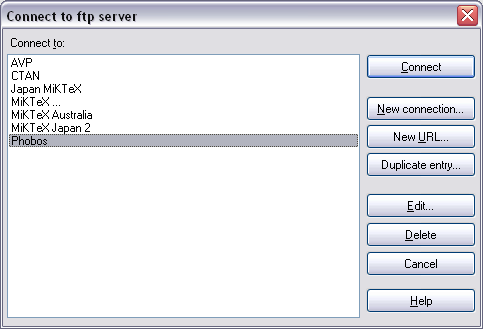 Connect to ftp server
Connect to:
AVP
CTAN
Japan MiKTeX
MiKTeX ...
MiKTeX Australia
MiKTeX Japan 2
Phobos
Connect
New connection...
New URL...
Duplicate entry...
Edit...
Delete
Cancel
Help